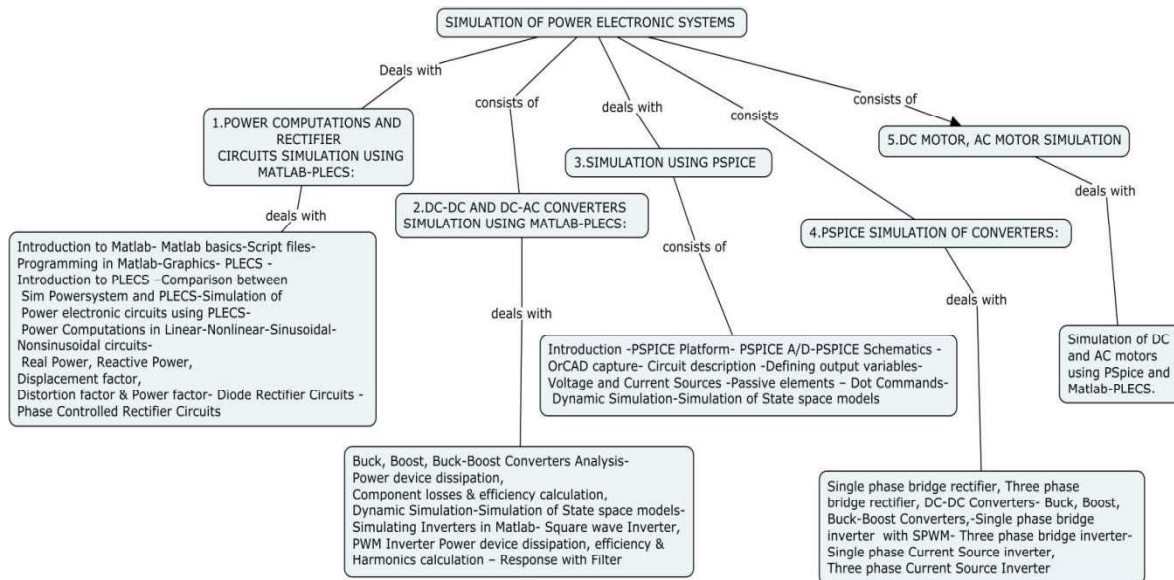 SIMULATION OF POWER ELECTRONIC SYSTEMS
Deals with
consists of
deals with
consists
consists of
1.POWER COMPUTATIONS AND
RECTIFIER
CIRCUITS SIMULATION USING
MATLAB-PLECS:
deals with
Introduction to Matlab- Matlab basics-Script files-
Programming in Matlab-Graphics- PLECS -
Introduction to PLECS -Comparison between
Sim Powersystem and PLECS-Simulation of
Power electronic circuits using PLECS-
Power Computations in Linear-Nonlinear-Sinusoidal-
Nonsinusoidal circuits-
Real Power, Reactive Power,
Displacement factor,
Distortion factor & Power factor- Diode Rectifier Circuits -
Phase Controlled Rectifier Circuits
2.DC-DC AND DC-AC CONVERTERS
SIMULATION USING MATLAB-PLECS:
deals with
Buck, Boost, Buck-Boost Converters Analysis-
Power device dissipation,
Component losses & efficiency calculation,
Dynamic Simulation-Simulation of State space models-
Simulating Inverters in Matlab- Square wave Inverter,
PWM Inverter Power device dissipation, efficiency &
Harmonics calculation – Response with Filter
3.SIMULATION USING PSPICE
consists of
Introduction -PSPICE Platform- PSPICE A/D-PSPICE Schematics -
OrCAD capture- Circuit description -Defining output variables-
Voltage and Current Sources -Passive elements – Dot Commands-
Dynamic Simulation-Simulation of State space models
4.PSPICE SIMULATION OF CONVERTERS:
deals with
Single phase bridge rectifier, Three phase
bridge rectifier, DC-DC Converters- Buck, Boost,
Buck-Boost Converters,-Single phase bridge
inverter with SPWM- Three phase bridge inverter-
Single phase Current Source inverter,
Three phase Current Source Inverter
5.DC MOTOR, AC MOTOR SIMULATION
deals with
Simulation of DC
and AC motors
using PSpice and
Matlab-PLECS.